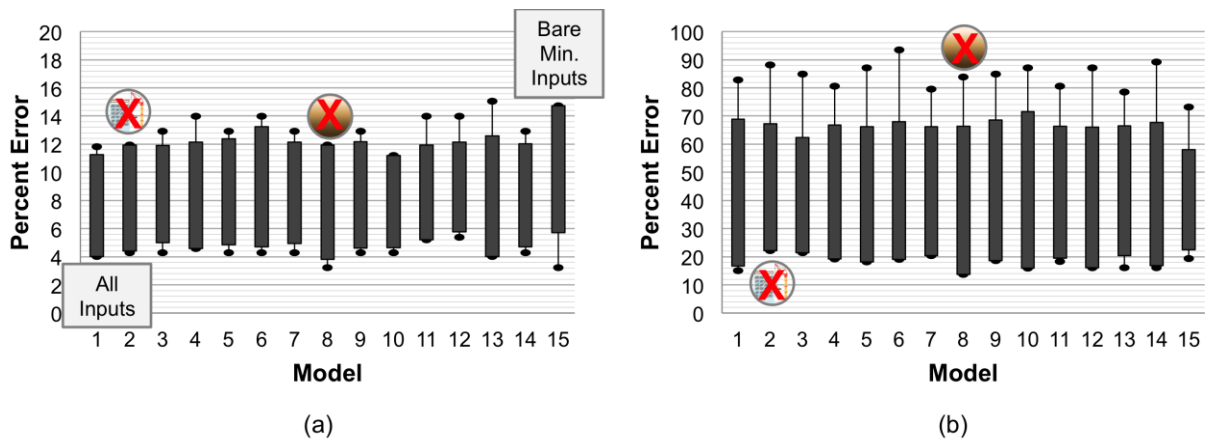 20
18
16
14
12
10
8
6
4
2
0
Percent Error
Bare
Min.
Inputs
X
X
All
Inputs
1 2 3 4 5 6 7 8 9 10 11 12 13 14 15
Model
(a)
100
90
80
70
60
50
40
30
20
10
0
Percent Error
X
X
1 2 3 4 5 6 7 8 9 10 11 12 13 14 15
Model
(b)